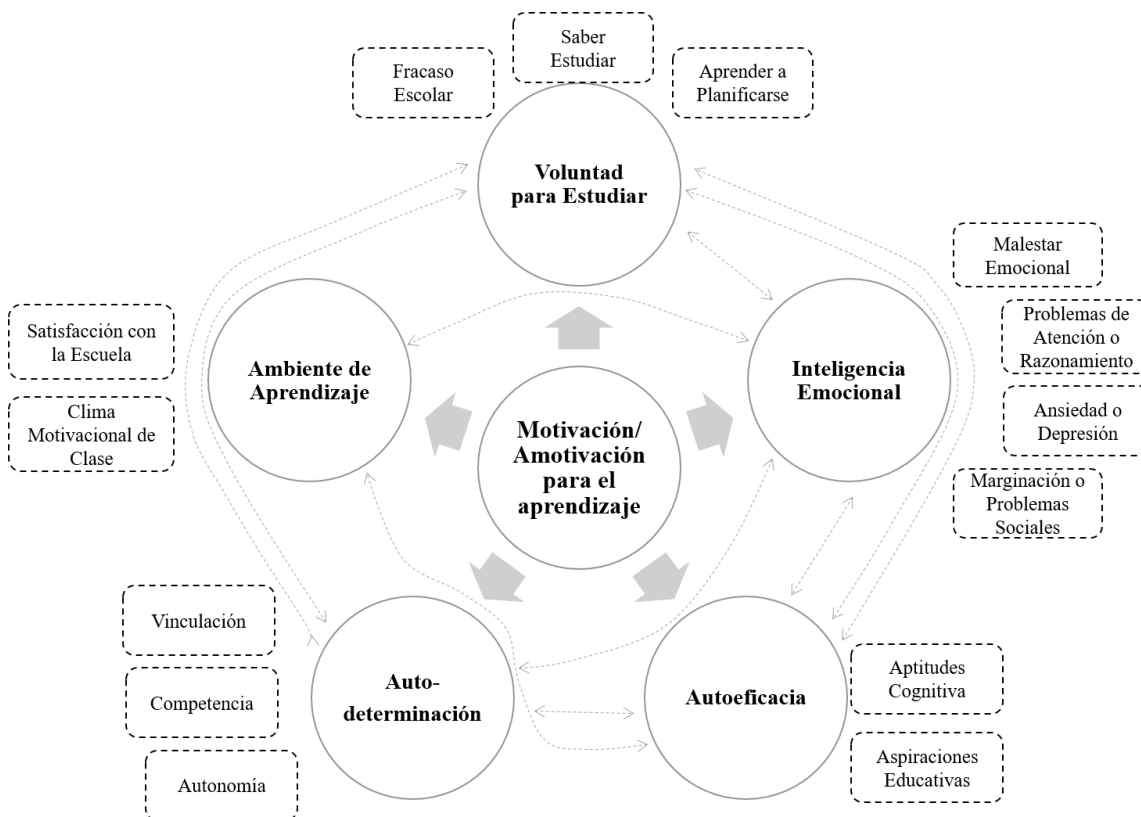 Saber
Estudiar
Fracaso
Escolar
Aprender a
Planificarse
Voluntad
para Estudiar
Malestar
Emocional
Satisfacción con
la Escuela
Problemas de
Atención o
Razonamiento
Ambiente de
Aprendizaje
Inteligencia
Emocional
Clima
Motivacional de
Clase
Ansiedad o
Depresión
Motivación/
Amotivación
para el
aprendizaje
Marginación o
Problemas
Sociales
Vinculación
Competencia
Autonomía
Auto-
determinación
Autoeficacia
Aptitudes
Cognitiva
Aspiraciones
Educativas